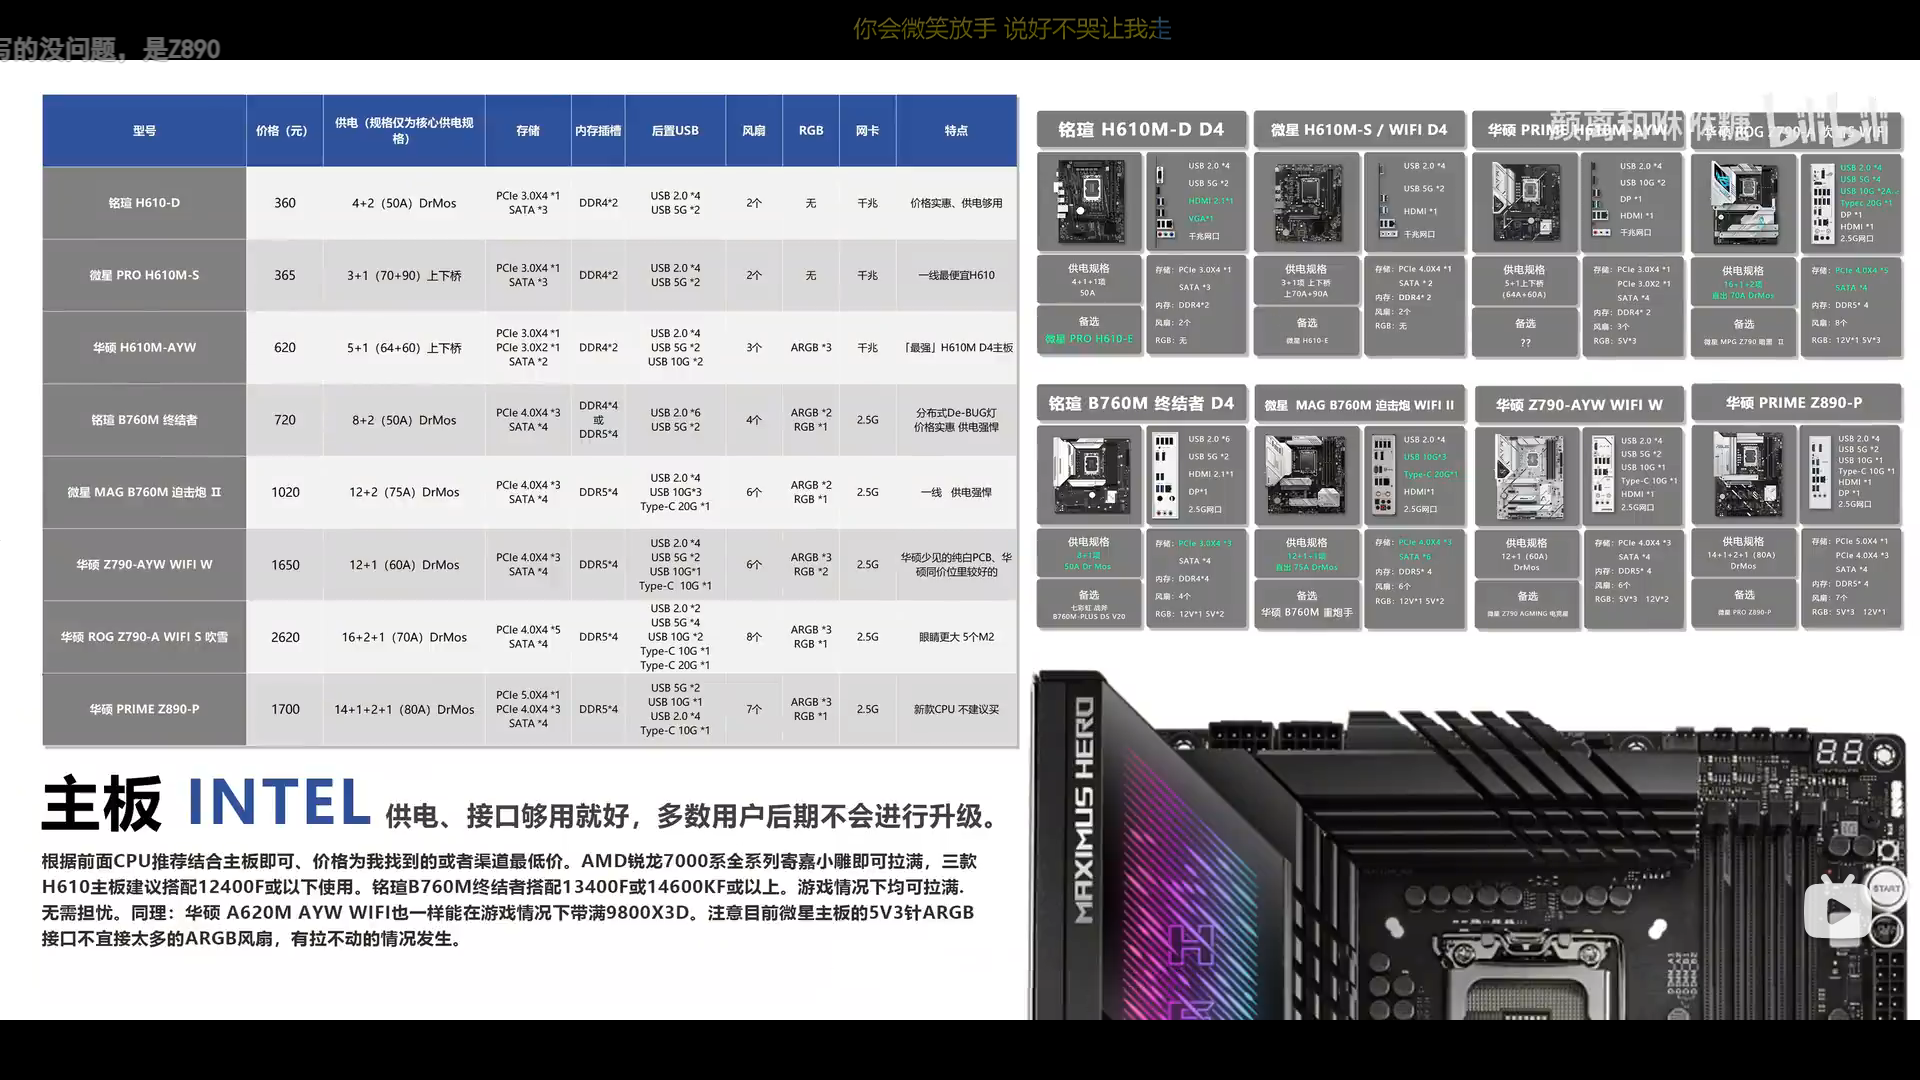 你会微笑放手 说好不哭让我走
写的没问题，是Z890
型号 价格（元） 供电（规格仅为核心供电规格） 存储 内存插槽 后置USB 风扇 RGB 网卡 特点
铭瑄 H610-D 360 4+2（50A）DrMos PCIe 3.0X4 *1 SATA *3 DDR4*2 USB 2.0 *4 USB 5G *2 2个 无 千兆 价格实惠、供电够用
微星 PRO H610M-S 365 3+1（70+90）上下桥 PCIe 3.0X4 *1 SATA *3 DDR4*2 USB 2.0 *4 USB 5G *2 2个 无 千兆 一线最便宜H610
华硕 H610M-AYW 620 5+1（64+60）上下桥 PCIe 3.0X4 *1 PCIe 3.0X2 *1 SATA *2 DDR4*2 USB 2.0 *4 USB 5G *2 USB 10G *2 3个 ARGB *3 千兆 「最强」H610M D4主板
铭瑄 B760M 终结者 720 8+2（50A）DrMos PCIe 4.0X4 *3 SATA *4 DDR4*4 或 DDR5*4 USB 2.0 *6 USB 5G *2 4个 ARGB *2 RGB *1 2.5G 分布式De-BUG灯 价格实惠 供电强悍
微星 MAG B760M 迫击炮 Ⅱ 1020 12+2（75A）DrMos PCIe 4.0X4 *3 SATA *4 DDR5*4 USB 2.0 *4 USB 10G*3 Type-C 20G *1 6个 ARGB *2 RGB *1 2.5G 一线 供电强悍
华硕 Z790-AYW WIFI W 1650 12+1（60A）DrMos PCIe 4.0X4 *3 SATA *4 DDR5*4 USB 2.0 *4 USB 5G *2 USB 10G*1 Type-C 10G *1 6个 ARGB *3 RGB *2 2.5G 华硕少见的纯白PCB、华硕同价位里较好的
华硕 ROG Z790-A WIFI S 吹雪 2620 16+2+1（70A）DrMos PCIe 4.0X4 *5 SATA *4 DDR5*4 USB 2.0 *2 USB 5G *4 USB 10G *2 Type-C 10G *1 Type-C 20G *1 8个 ARGB *3 RGB *1 2.5G 眼睛更大 5个M2
华硕 PRIME Z890-P 1700 14+1+2+1（80A）DrMos PCIe 5.0X4 *1 PCIe 4.0X4 *3 SATA *4 DDR5*4 USB 5G *2 USB 10G *1 USB 2.0 *4 Type-C 10G *1 7个 ARGB *3 RGB *1 2.5G 新款CPU 不建议买
主板 INTEL 供电、接口够用就好，多数用户后期不会进行升级。
根据前面CPU推荐结合主板即可、价格为我找到的或者渠道最低价。AMD锐龙7000系全系列寄嘉小雕即可拉满，三款
H610主板建议搭配12400F或以下使用。铭瑄B760M终结者搭配13400F或14600KF或以上。游戏情况下均可拉满.
无需担忧。同理：华硕 A620M AYW WIFI也一样能在游戏情况下带满9800X3D。注意目前微星主板的5V3针ARGB
接口不宜接太多的ARGB风扇，有拉不动的情况发生。
颜离和咻咻糖 bilibili
铭瑄 H610M-D D4
USB 2.0 *4
USB 5G *2
HDMI 2.1*1
VGA*1
千兆网口
供电规格
4+1+1项
50A
备选
微星 PRO H610-E
存储：PCIe 3.0X4 *1
SATA *3
内存：DDR4*2
风扇：2个
RGB：无
微星 H610M-S / WIFI D4
USB 2.0 *4
USB 5G *2
HDMI *1
千兆网口
供电规格
3+1项 上下桥
上70A+90A
备选
微星 H610-E
存储：PCIe 4.0X4 *1
SATA * 2
内存：DDR4* 2
风扇：2个
RGB：无
华硕 PRIME H610M-AYW
USB 2.0 *4
USB 10G *2
DP *1
HDMI *1
千兆网口
供电规格
5+1上下桥
(64A+60A)
备选
??
存储：PCIe 3.0X4 *1
PCIe 3.0X2 *1
SATA *4
内存：DDR4* 2
风扇：3个
RGB：5V*3
华硕 ROG Z790-A 吹雪S WIFI
USB 2.0 *4
USB 5G *4
USB 10G *2A
Typec 20G *1
DP *1
HDMI *1
2.5G网口
供电规格
16+1+2项
直出 70A DrMos
备选
微星 MPG Z790 暗黑 Ⅱ
存储：PCIe 4.0X4 *5
SATA *4
内存：DDR5* 4
风扇：8个
RGB：12V*1 5V*3
铭瑄 B760M 终结者 D4
USB 2.0 *6
USB 5G *2
HDMI 2.1*1
DP*1
2.5G网口
供电规格
8+1项
50A Dr Mos
备选
七彩虹 战斧
B760M-PLUS D5 V20
存储：PCIe 3.0X4 *3
SATA *4
内存：DDR4*4
风扇：4个
RGB：12V*1 5V*2
微星 MAG B760M 迫击炮 WIFI II
USB 2.0 *4
USB 10G*3
Type-C 20G*1
HDMI*1
2.5G网口
供电规格
12+1+1项
直出 75A DrMos
备选
华硕 B760M 重炮手
存储：PCIe 4.0X4 *3
SATA *6
内存：DDR5* 4
风扇：6个
RGB：12V*1 5V*2
华硕 Z790-AYW WIFI W
USB 2.0 *4
USB 5G *2
USB 10G *1
Type-C 10G *1
HDMI *1
2.5G网口
供电规格
12+1 (60A)
DrMos
备选
微星 Z790 AGMING 电竞板
存储：PCIe 4.0X4 *3
SATA *4
内存：DDR5* 4
风扇：6个
RGB：5V*3 12V*2
华硕 PRIME Z890-P
USB 2.0 *4
USB 5G *2
USB 10G *1
Type-C 10G *1
HDMI *1
DP *1
2.5G网口
供电规格
14+1+2+1 (80A)
DrMos
备选
微星 PRO Z890-P
存储：PCIe 5.0X4 *1
PCIe 4.0X4 *3
SATA *4
内存：DDR5* 4
风扇：7个
RGB：5V*3 12V*1
MAXIMUS HERO
88
START